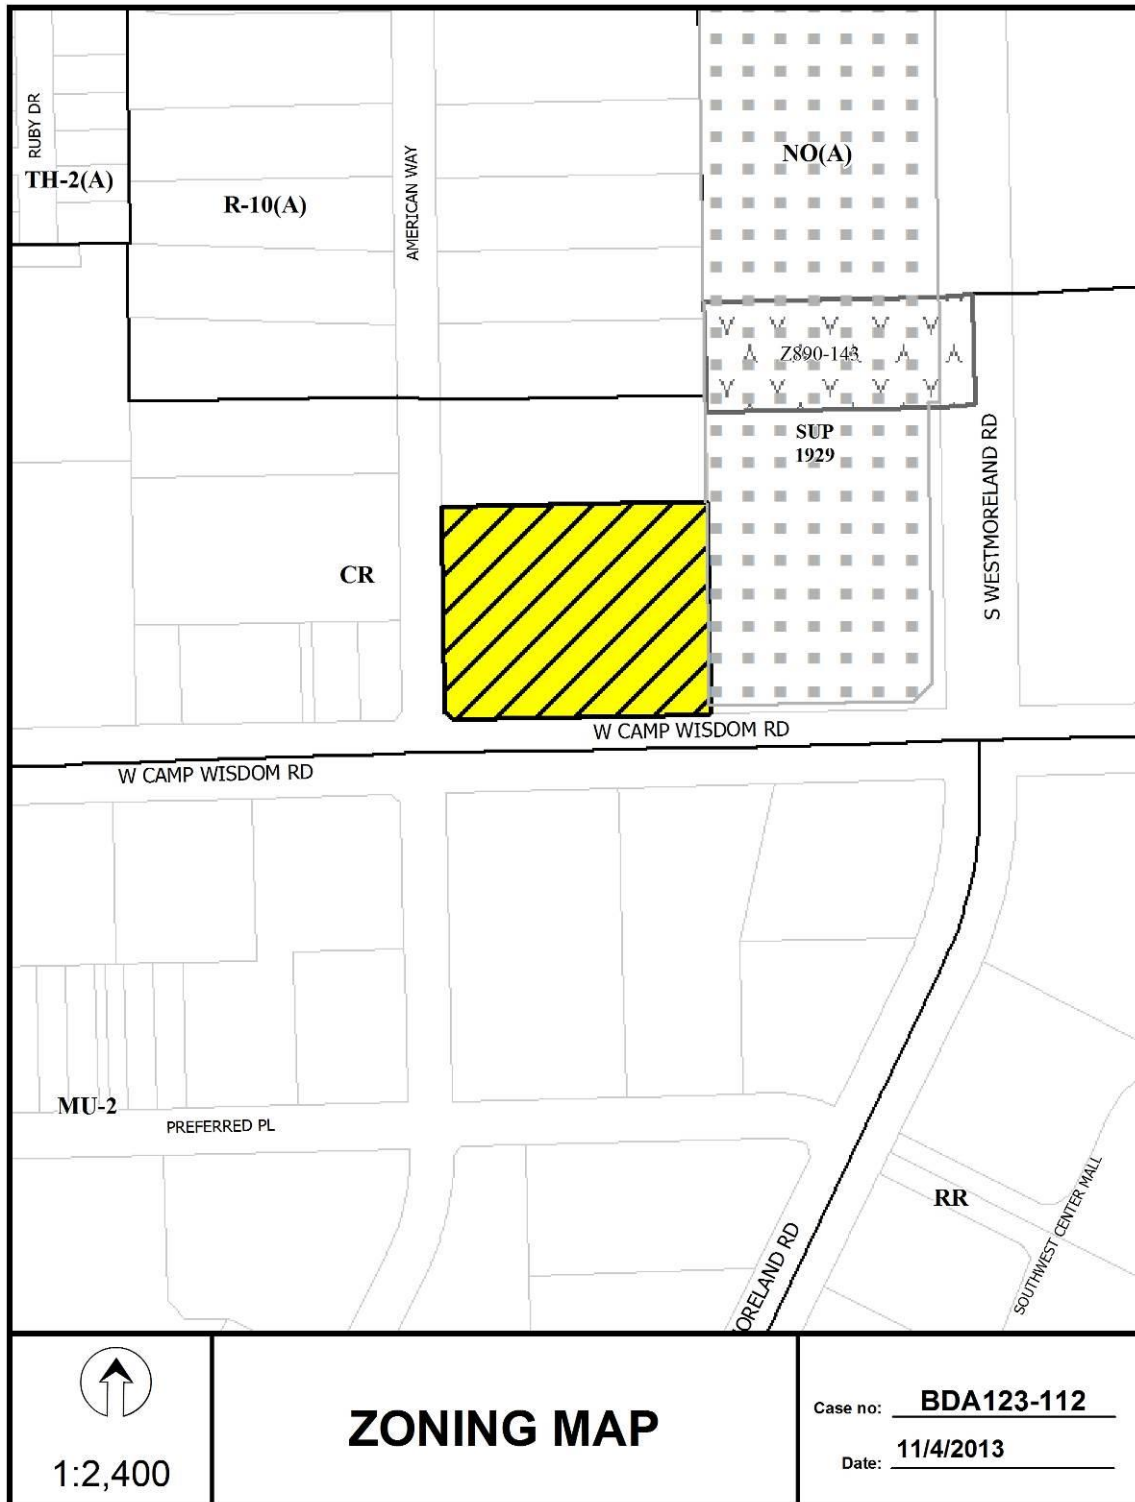 RUBY DR
TH-2(A)
R-10(A)
AMERICAN WAY
NO(A)
Z890-143
SUP
1929
S WESTMORELAND RD
CR
W CAMP WISDOM RD
W CAMP WISDOM RD
MU-2
PREFERRED PL
RR
SOUTHWEST CENTER MALL
ORELAND RD
1:2,400
ZONING MAP
Case no: BDA123-112
Date: 11/4/2013